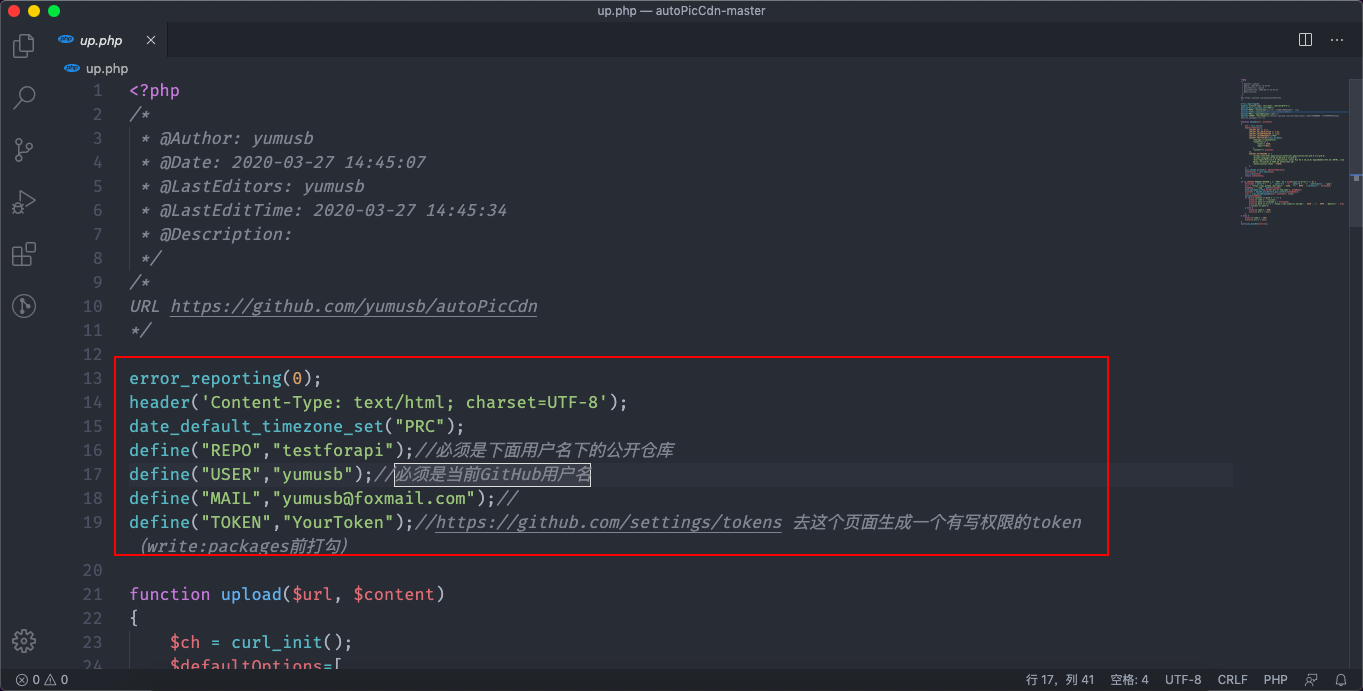 up.php — autoPicCdn-master
up.php
up.php
1 <?php
2 /*
3  * @Author: yumusb
4  * @Date: 2020-03-27 14:45:07
5  * @LastEditors: yumusb
6  * @LastEditTime: 2020-03-27 14:45:34
7  * @Description:
8  */
9 /*
10 URL https://github.com/yumusb/autoPicCdn
11 */
12
13 error_reporting(0);
14 header('Content-Type: text/html; charset=UTF-8');
15 date_default_timezone_set("PRC");
16 define("REPO","testforapi");//必须是下面用户名下的公开仓库
17 define("USER","yumusb");//必须是当前GitHub用户名
18 define("MAIL","yumusb@foxmail.com");//
19 define("TOKEN","YourToken");//https://github.com/settings/tokens 去这个页面生成一个有写权限的token
（write:packages前打勾）
20
21 function upload($url, $content)
22 {
23     $ch = curl_init();
24     $defaultOptions=[
0 0 行 17，列 41 空格: 4 UTF-8 CRLF PHP